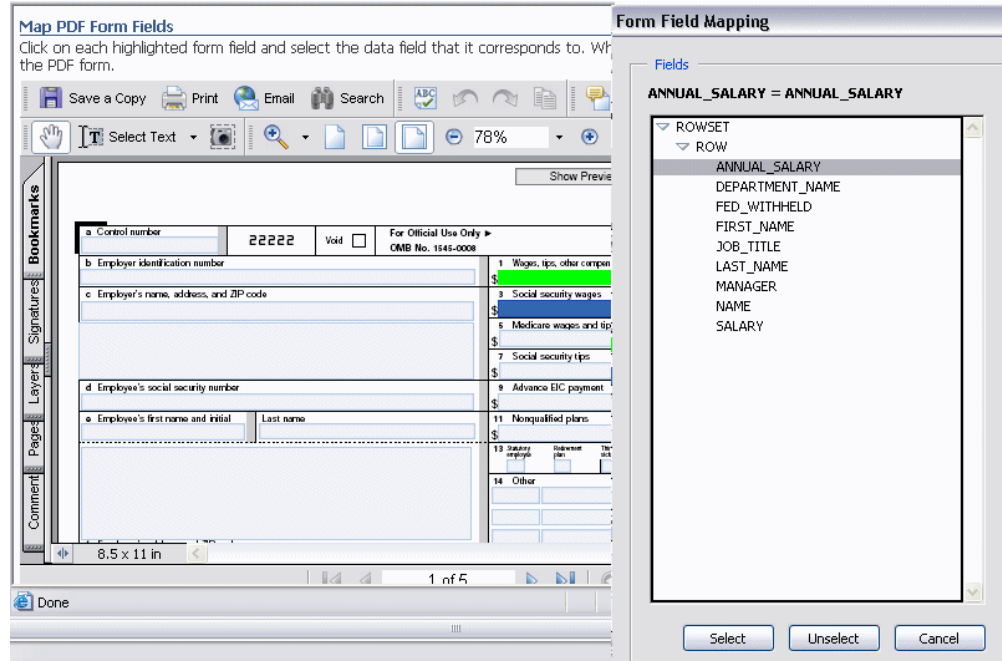 Map PDF Form Fields
Click on each highlighted form field and select the data field that it corresponds to. Wh
the PDF form.
Save a Copy Print Email Search
Select Text 78%
Bookmarks
Signatures
Layers
Pages
Comment
Show Previe
a Control number
22222
Void
For Official Use Only ►
OMB No. 1545-0008
b Employer identification number
1 Wages, tips, other compen
$
c Employer's name, address, and ZIP code
3 Social security wages
$
5 Medicare wages and tip
$
7 Social security tips
$
d Employee's social security number
9 Advance EIC payment
$
e Employee's first name and initial
Last name
11 Nonqualified plans
$
13 Statutory employee
Retirement plan
14 Other
8.5 x 11 in
1 of 5
Done
Form Field Mapping
Fields
ANNUAL_SALARY = ANNUAL_SALARY
ROWSET
ROW
ANNUAL_SALARY
DEPARTMENT_NAME
FED_WITHHELD
FIRST_NAME
JOB_TITLE
LAST_NAME
MANAGER
NAME
SALARY
Select Unselect Cancel